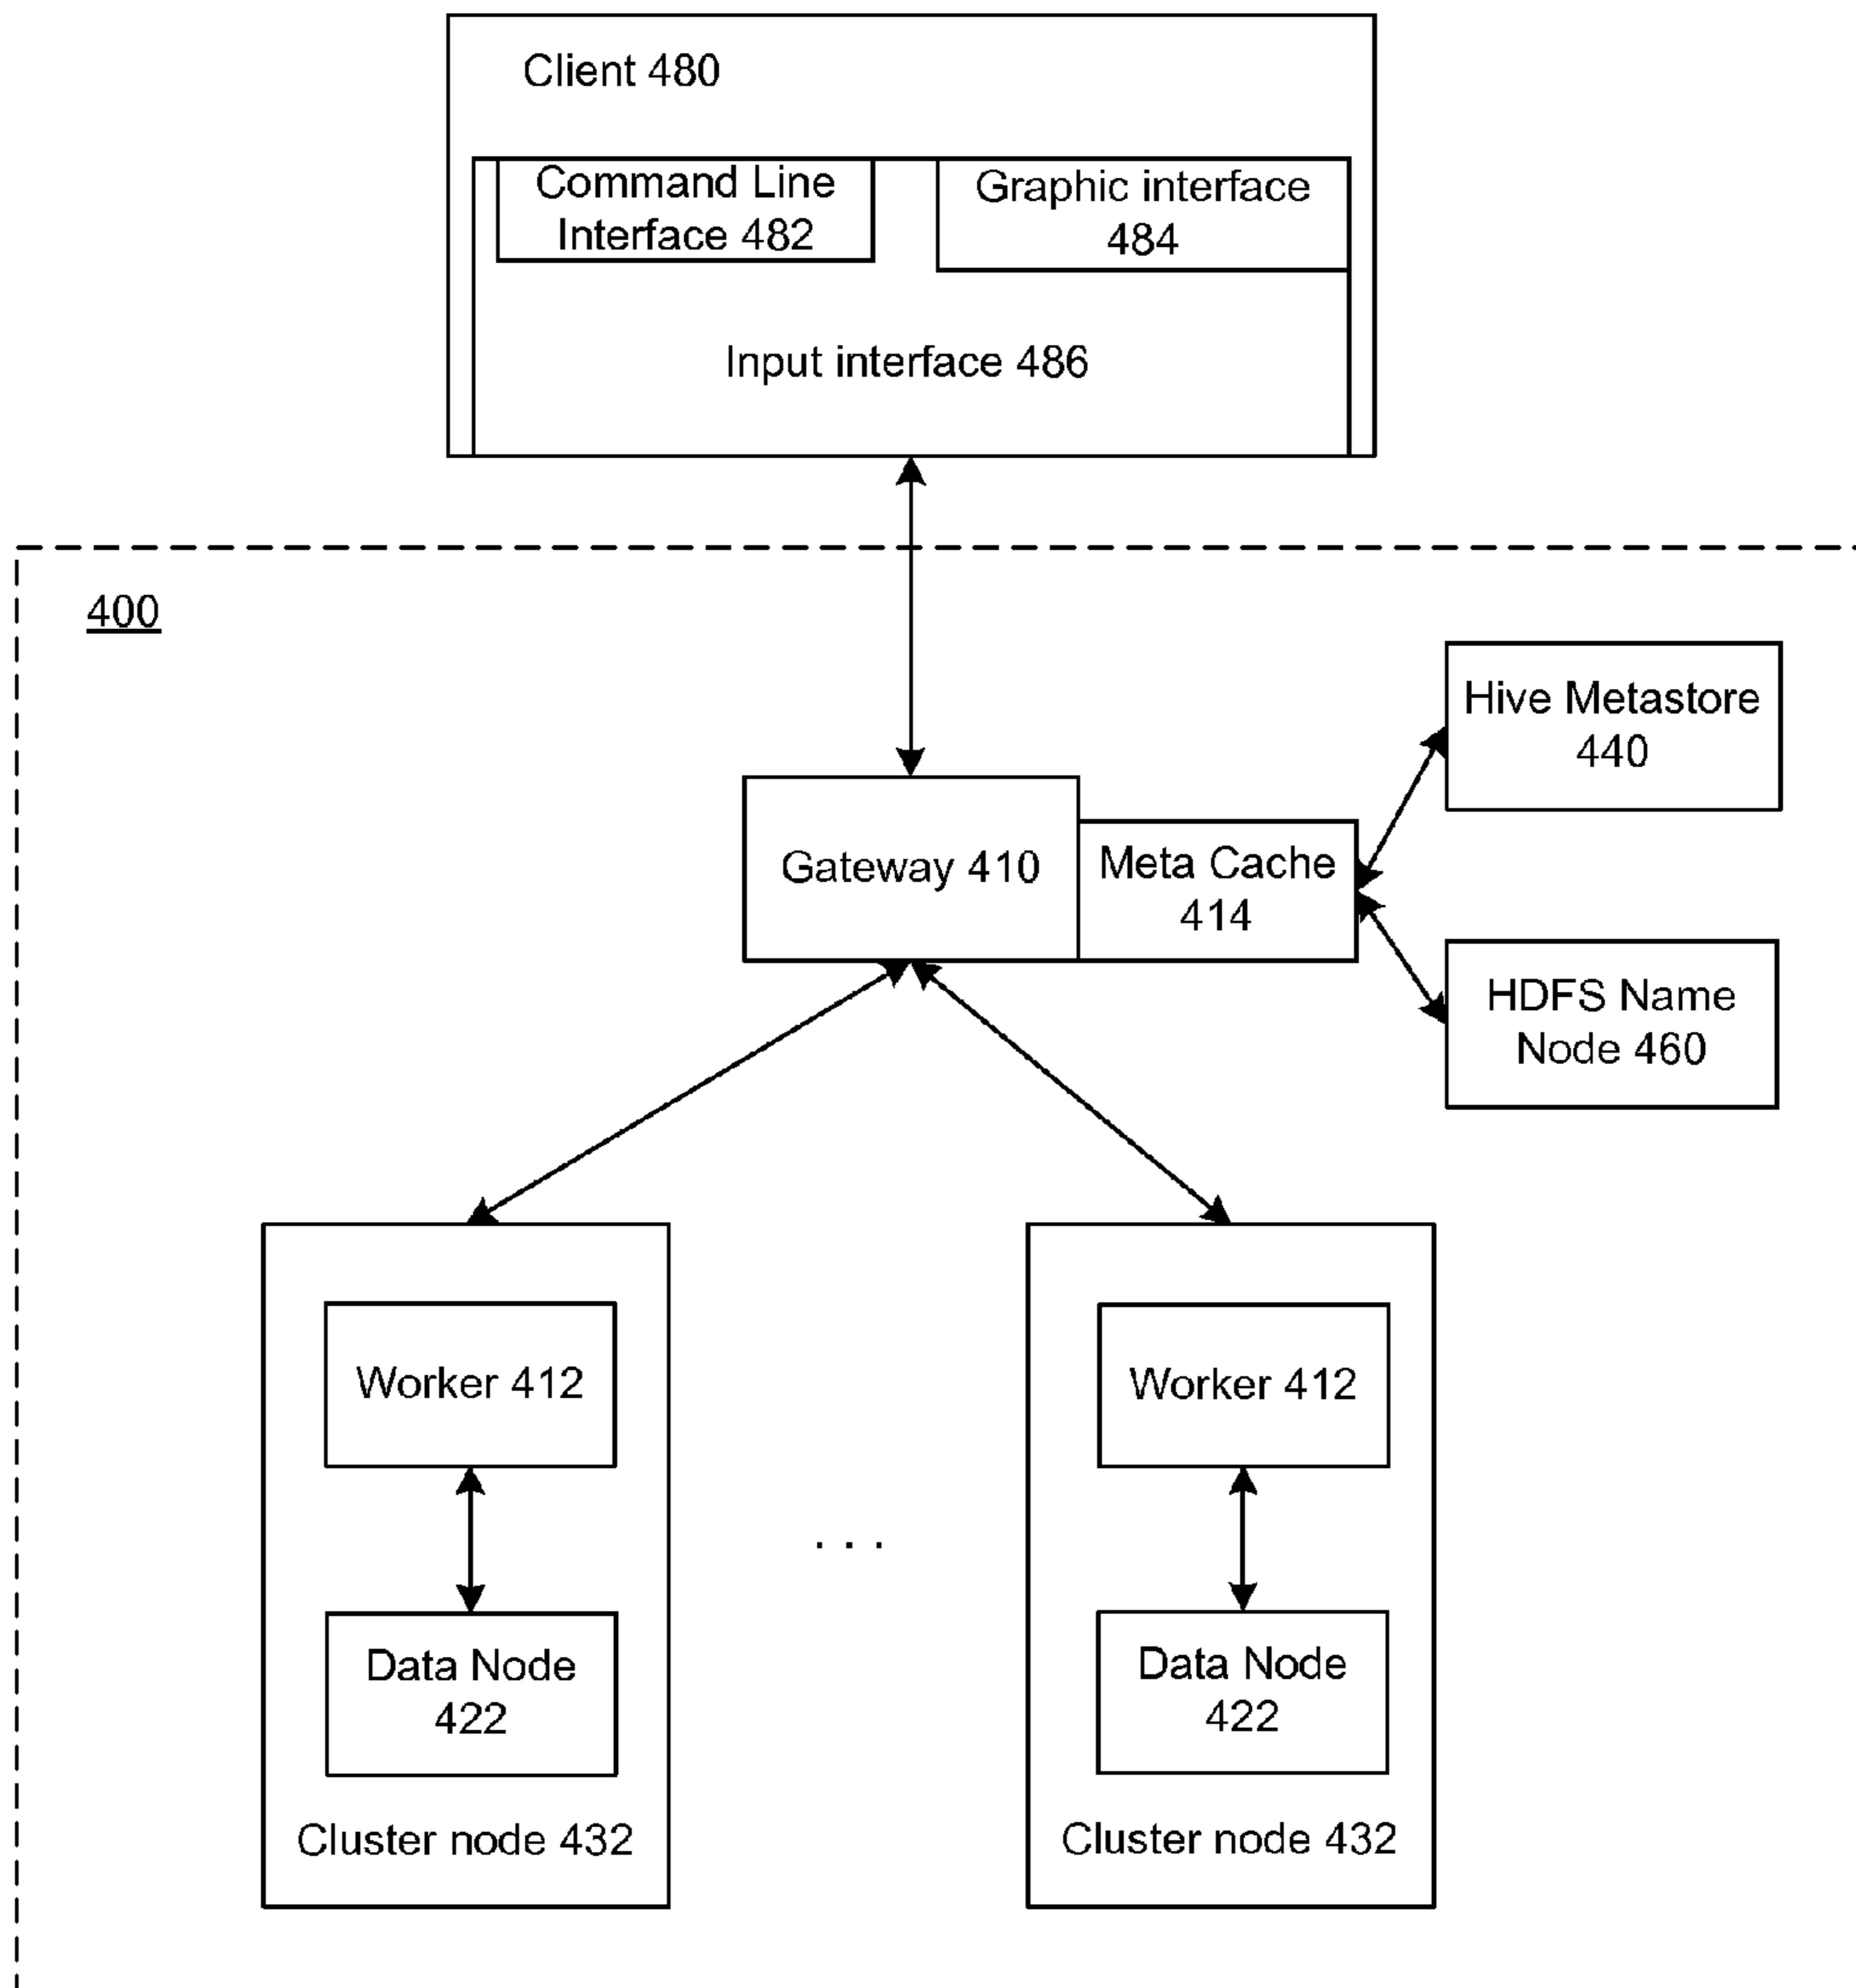 Client 480
Command Line
Interface 482
Graphic interface
484
Input interface 486
400
Hive Metastore
440
Gateway 410
Meta Cache
414
HDFS Name
Node 460
Worker 412
Worker 412
. . .
Data Node
422
Data Node
422
Cluster node 432
Cluster node 432